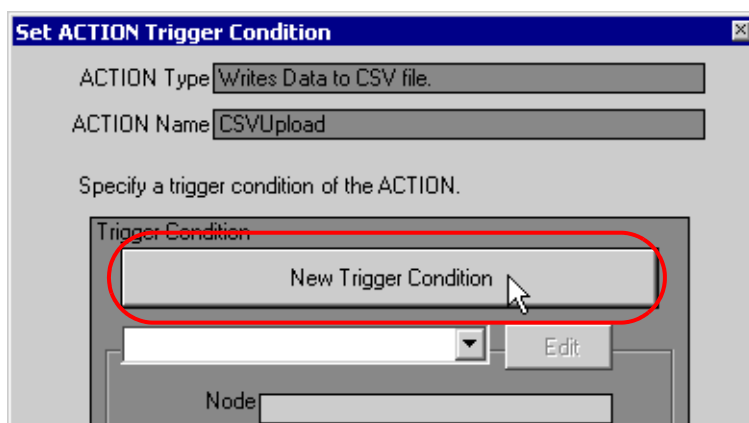 Set ACTION Trigger Condition
ACTION Type Writes Data to CSV file.
ACTION Name CSVUpload
Specify a trigger condition of the ACTION.
Trigger Condition
New Trigger Condition
Edit
Node